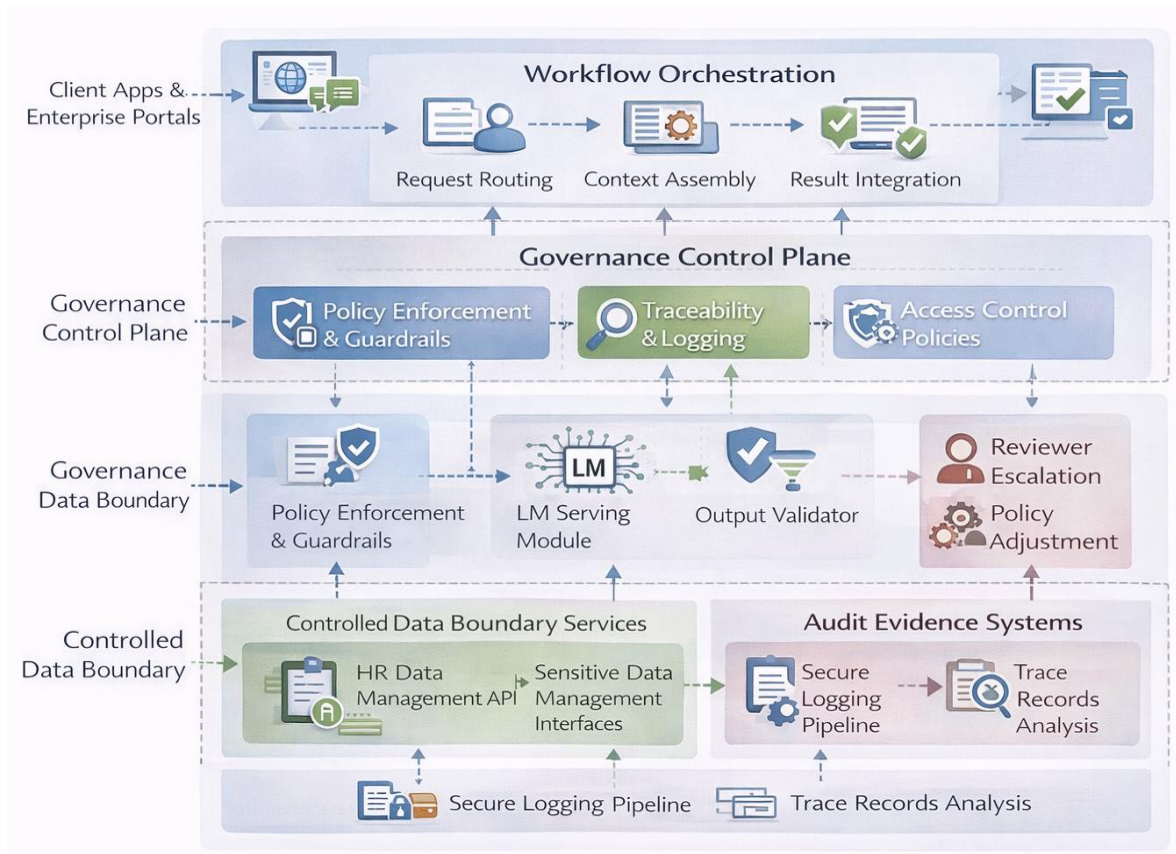 Client Apps &
Enterprise Portals
Workflow Orchestration
Request Routing
Context Assembly
Result Integration
Governance Control Plane
Governance
Control Plane
Policy Enforcement
& Guardrails
Traceability
& Logging
Access Control
Policies
Governance
Data Boundary
Policy Enforcement
& Guardrails
LM
LM Serving
Module
Output Validator
Reviewer
Escalation
Policy
Adjustment
Controlled
Data Boundary
Controlled Data Boundary Services
HR Data
Management API
Sensitive Data
Management
Interfaces
Audit Evidence Systems
Secure
Logging
Pipeline
Trace
Records
Analysis
Secure Logging Pipeline
Trace Records Analysis